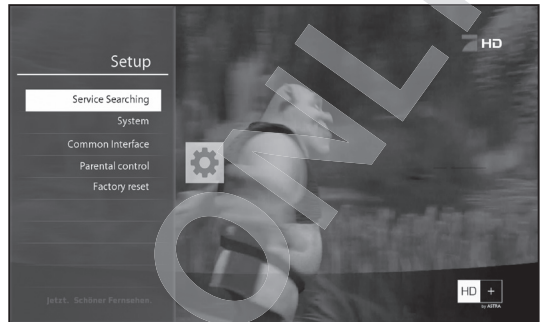 HD
Setup
Service Searching
System
Common Interface
Parental control
Factory reset
Jetzt. Schöner Fernsehen.
HD +
by ASTRA
ONL